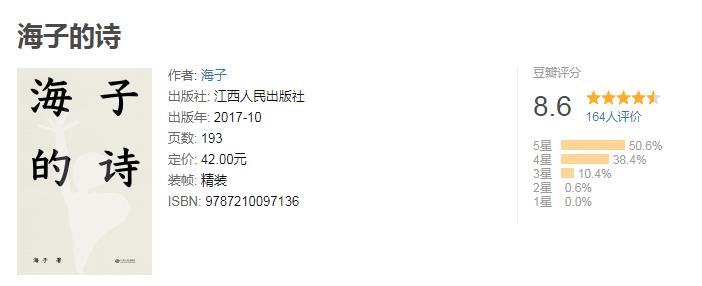 海子的诗
海 子
的 诗
海 子 著
作者: 海子
出版社: 江西人民出版社
出版年: 2017-10
页数: 193
定价: 42.00元
装帧: 精装
ISBN: 9787210097136
豆瓣评分
8.6
164人评价
5星 50.6%
4星 38.4%
3星 10.4%
2星 0.6%
1星 0.0%